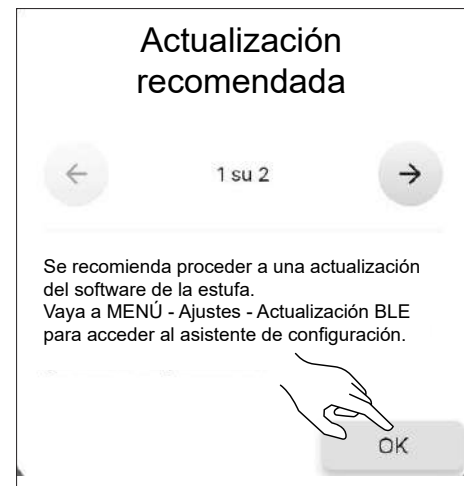 Actualización
recomendada
1 su 2
Se recomienda proceder a una actualización
del software de la estufa.
Vaya a MENÚ - Ajustes - Actualización BLE
para acceder al asistente de configuración.
OK